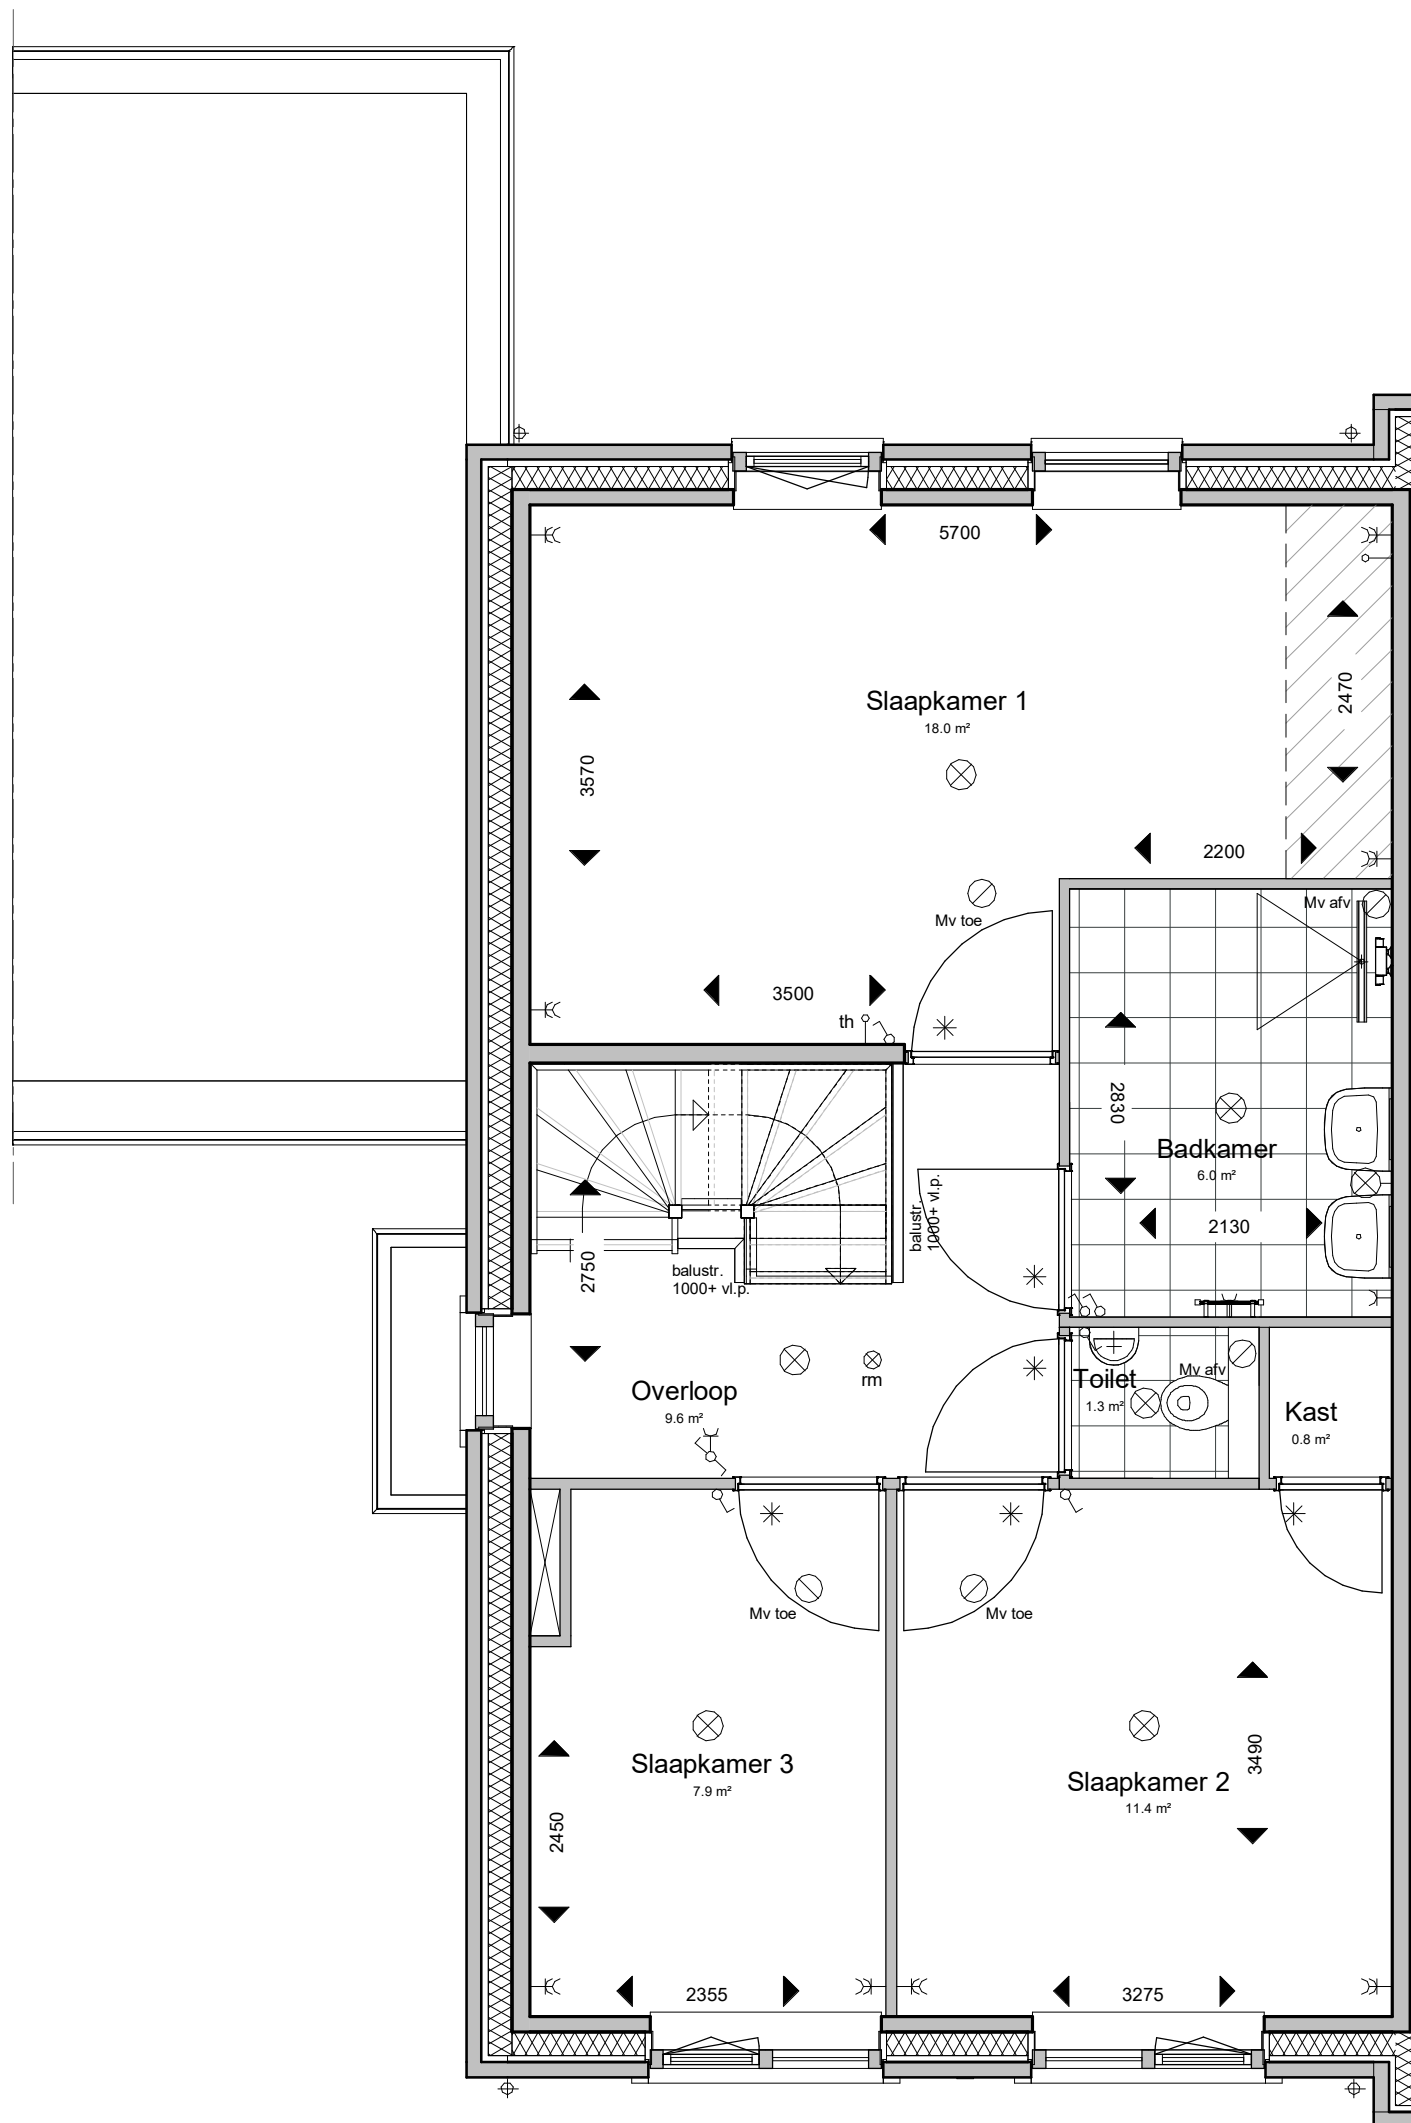 5700
2470
Slaapkamer 1
18.0 m²
3570
2200
Mv afv
Mv toe
3500
th
2830
Badkamer
6.0 m²
balustr.
1000+ vl.p.
2130
2750
balustr.
1000+ vl.p.
rm
Overloop
9.6 m²
Toilet
1.3 m²
Mv afv
Kast
0.8 m²
Mv toe
Mv toe
3490
Slaapkamer 3
7.9 m²
Slaapkamer 2
11.4 m²
2450
2355
3275